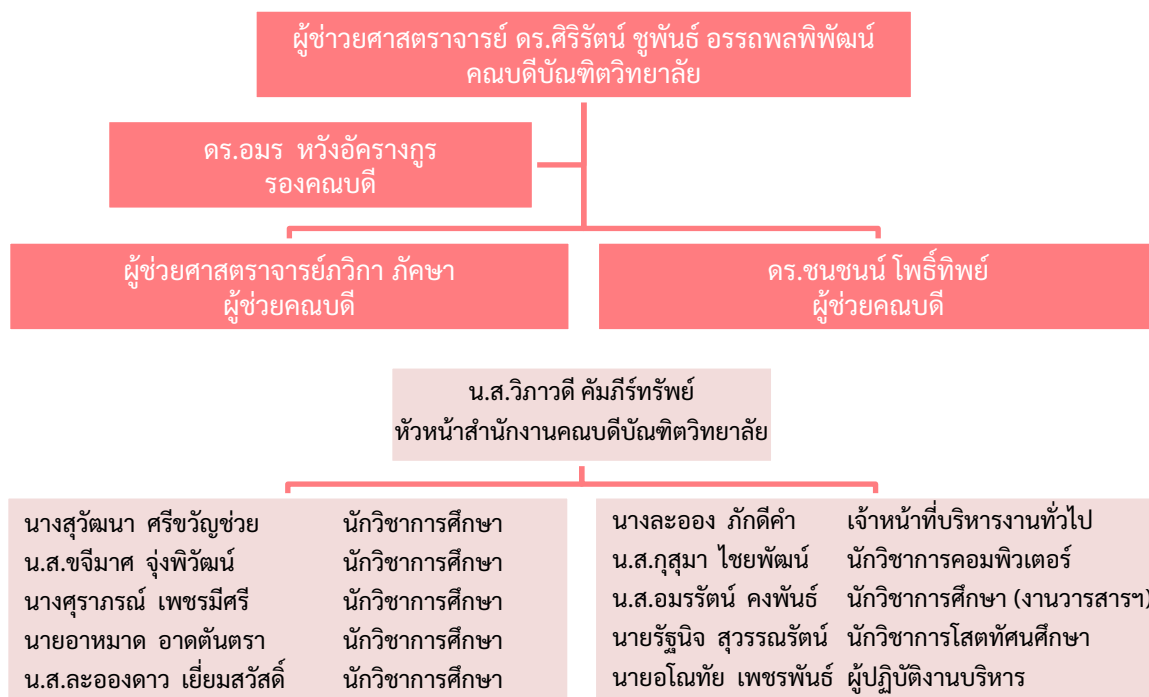 ผู้ช่าวยศาสตราจารย์ ดร.ศิริรัตน์ ชูพันธ์ อรรถพลพิพัฒน์
คณบดีบัณฑิตวิทยาลัย
ดร.อมร หวังอัครางกูร
รองคณบดี
ผู้ช่วยศาสตราจารย์ภวิกา ภัคษา
ผู้ช่วยคณบดี
ดร.ชนชนน์ โพธิ์ทิพย์
ผู้ช่วยคณบดี
น.ส.วิภาวดี คัมภีร์ทรัพย์
หัวหน้าสำนักงานคณบดีบัณฑิตวิทยาลัย
นางสุวัฒนา ศรีขวัญช่วย นักวิชาการศึกษา
น.ส.ขจีมาศ จุ่งพิวัฒน์ นักวิชาการศึกษา
นางศุราภรณ์ เพชรมีศรี นักวิชาการศึกษา
นายอาหมาด อาดตันตรา นักวิชาการศึกษา
น.ส.ละอองดาว เยี่ยมสวัสดิ์ นักวิชาการศึกษา
นางละออง ภักดีคำ เจ้าหน้าที่บริหารงานทั่วไป
น.ส.กุสุมา ไชยพัฒน์ นักวิชาการคอมพิวเตอร์
น.ส.อมรรัตน์ คงพันธ์ นักวิชาการศึกษา (งานวารสารฯ)
นายรัฐนิจ สุวรรณรัตน์ นักวิชาการโสตทัศนศึกษา
นายอโณทัย เพชรพันธ์ ผู้ปฏิบัติงานบริหาร